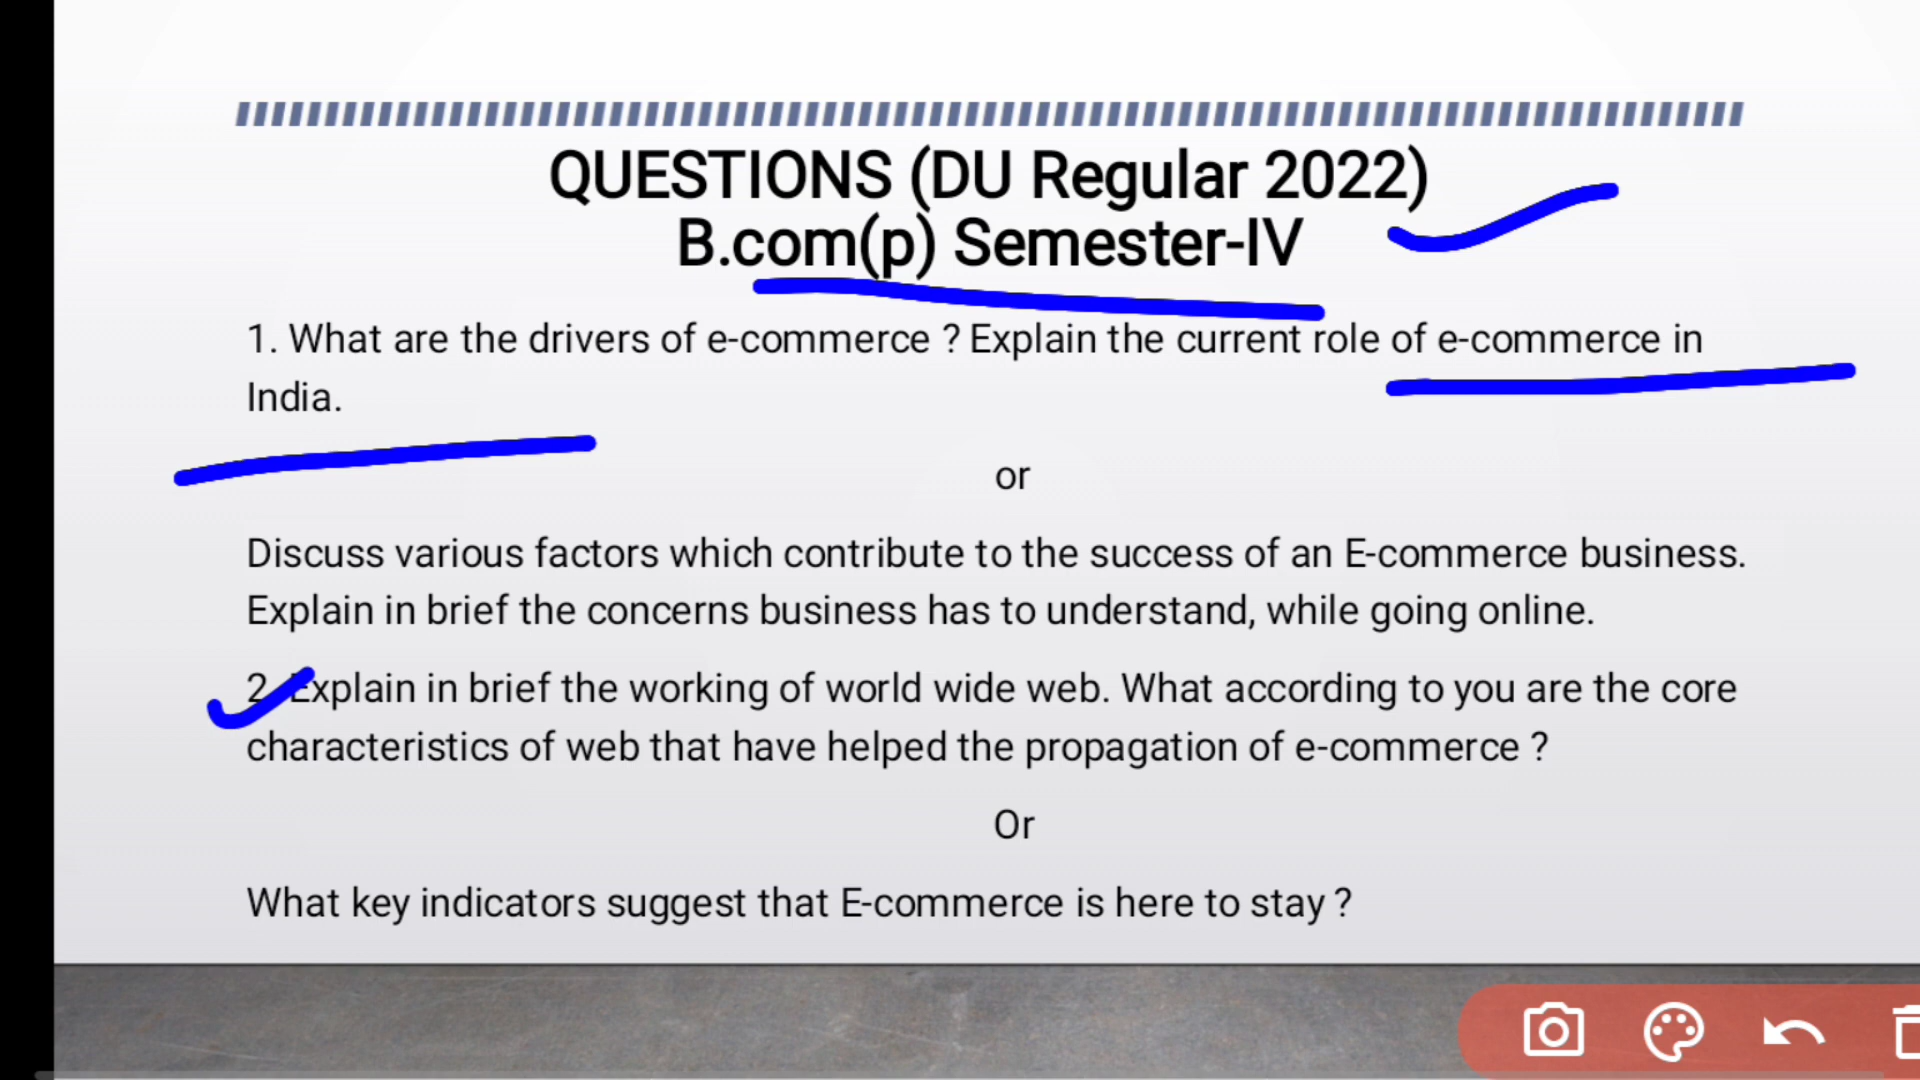 QUESTIONS (DU Regular 2022)
B.com(p) Semester-IV
1. What are the drivers of e-commerce ? Explain the current role of e-commerce in
India.
or
Discuss various factors which contribute to the success of an E-commerce business.
Explain in brief the concerns business has to understand, while going online.
2. Explain in brief the working of world wide web. What according to you are the core
characteristics of web that have helped the propagation of e-commerce ?
Or
What key indicators suggest that E-commerce is here to stay ?